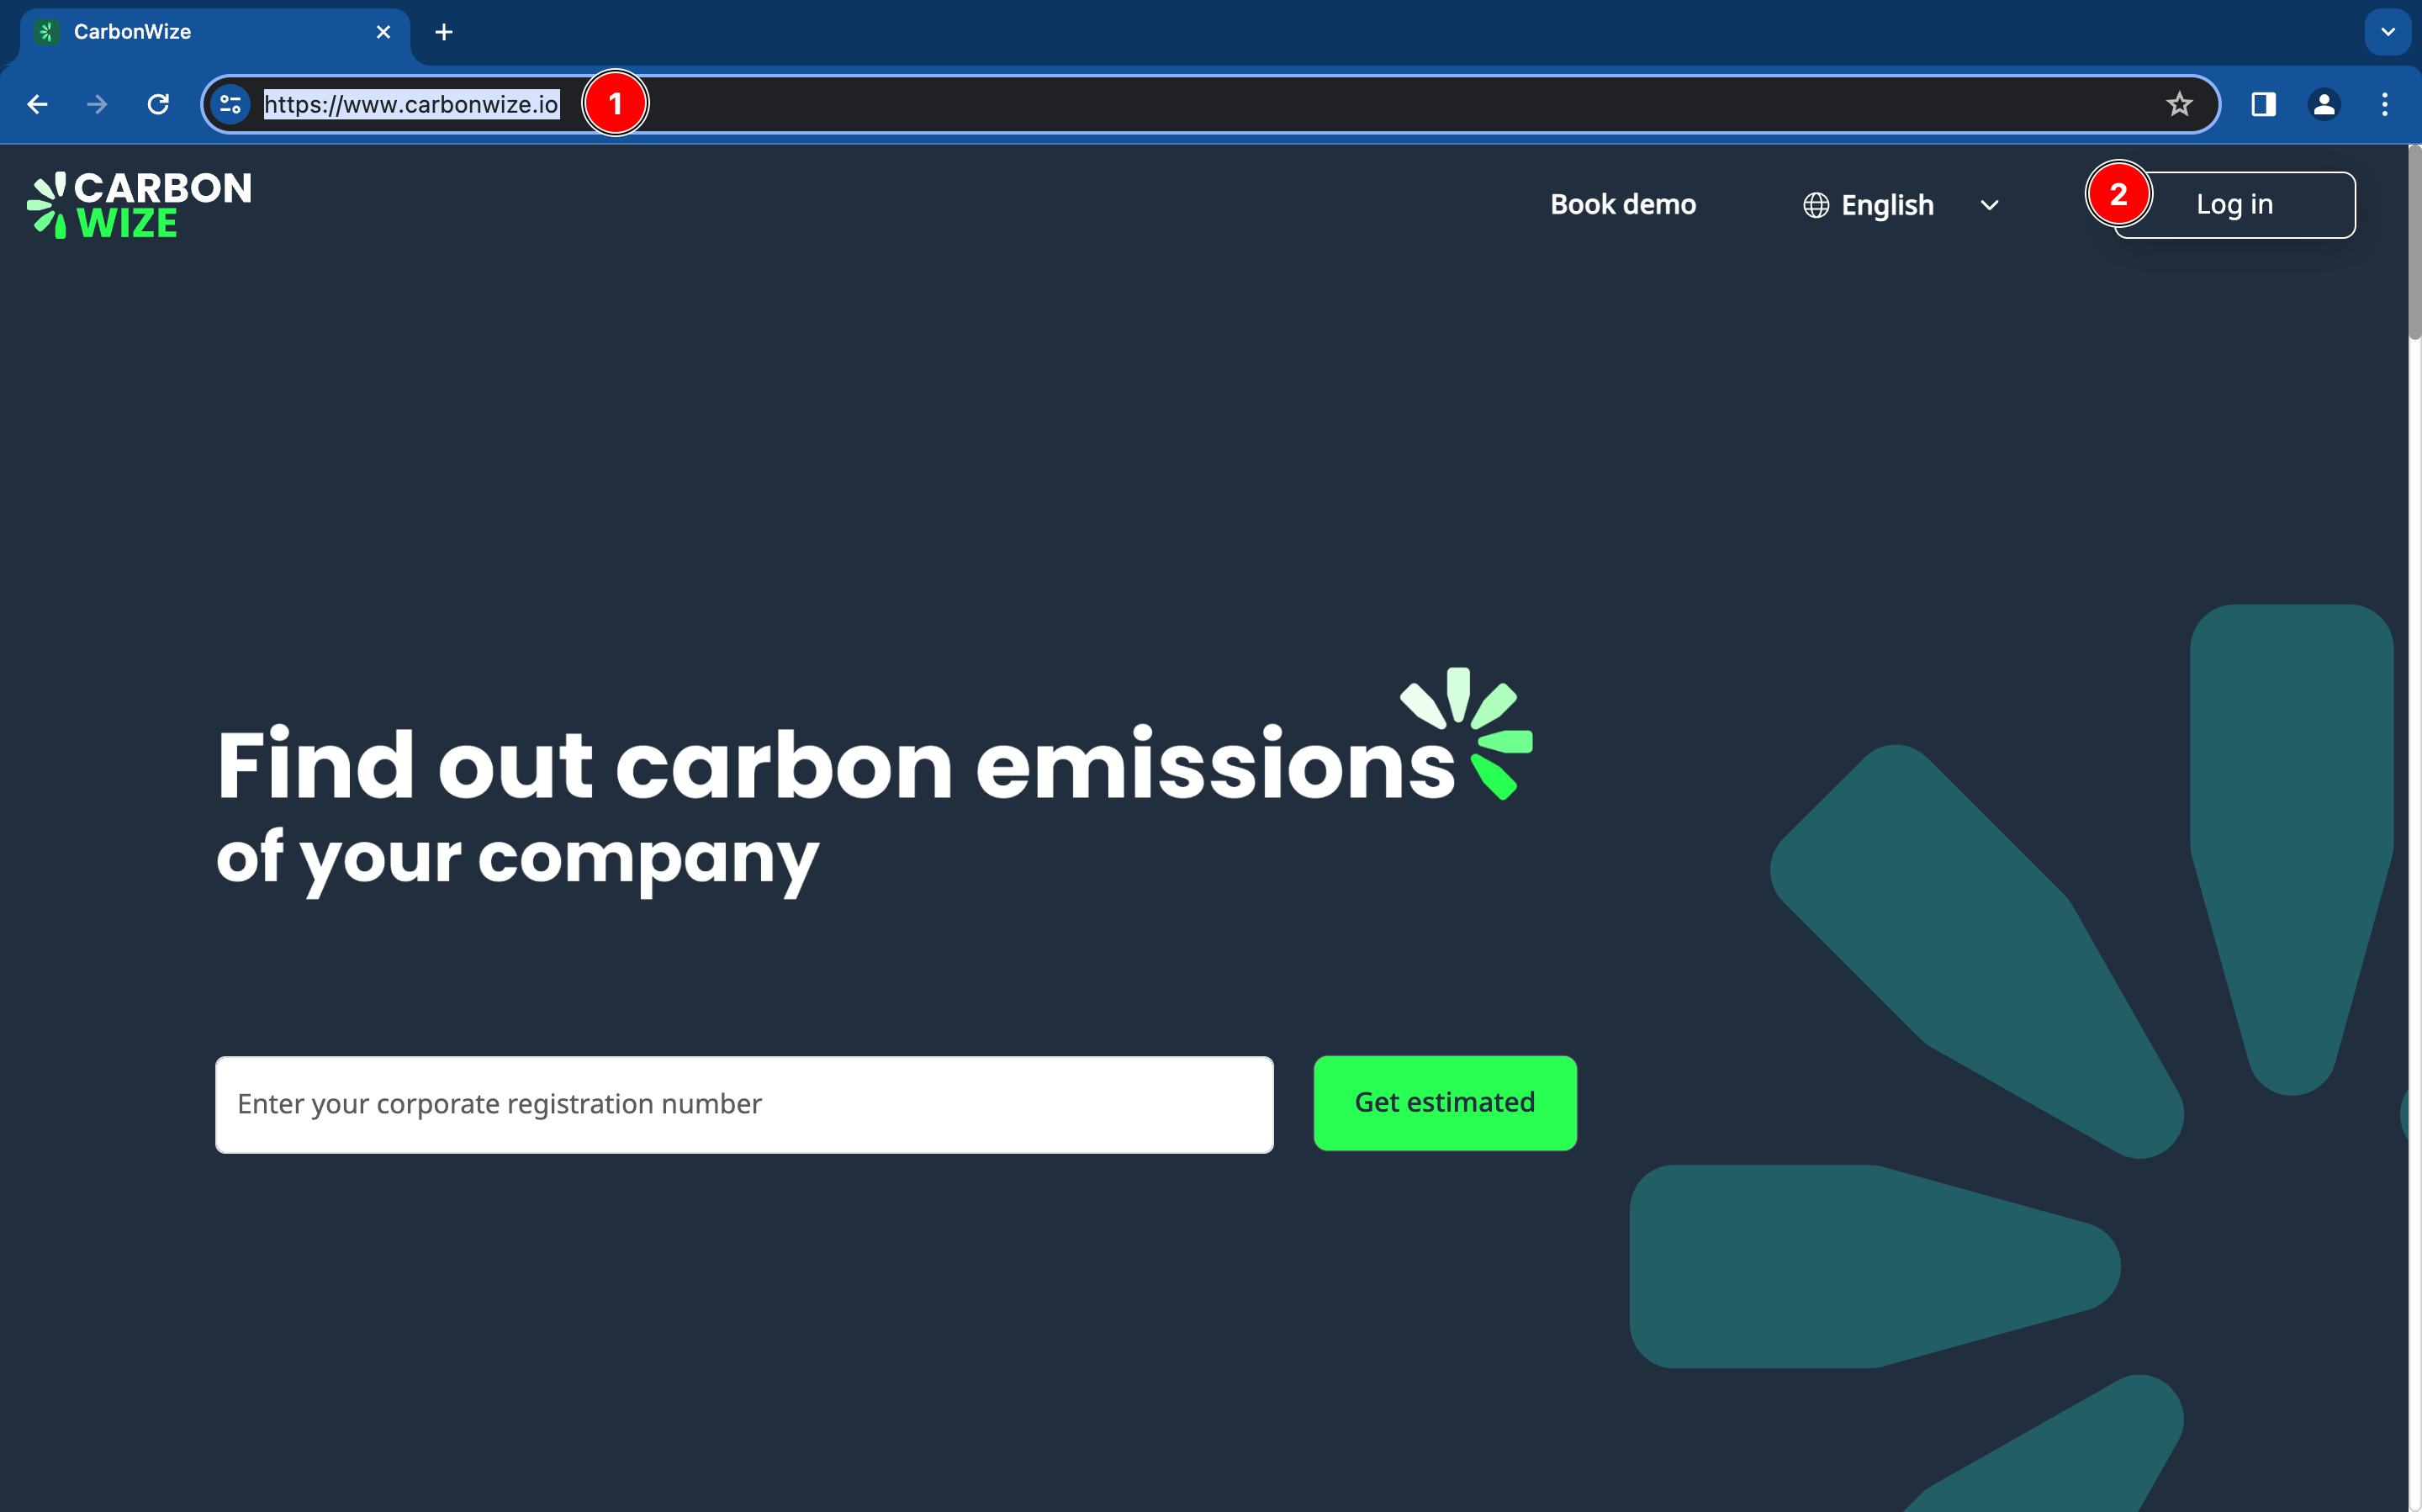 CarbonWize
https://www.carbonwize.io
1
CARBON
WIZE
Book demo
English
2
Log in
Find out carbon emissions
of your company
Enter your corporate registration number
Get estimated